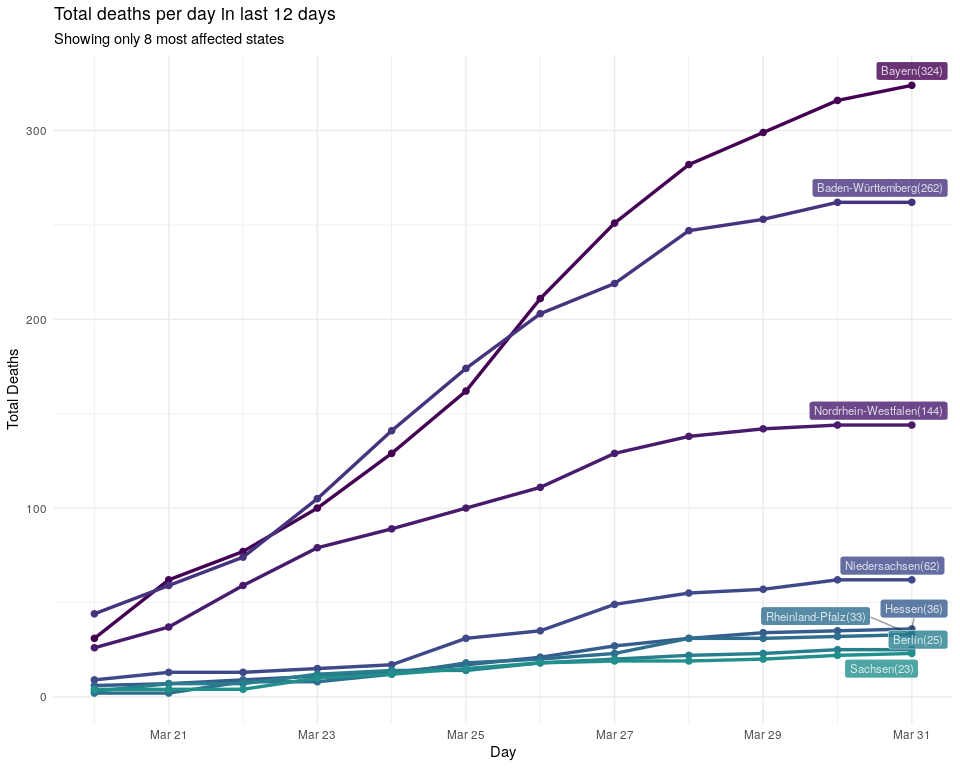 Total deaths per day in last 12 days
Showing only 8 most affected states
Bayern(324)
300
Baden-Württemberg(262)
200
Total Deaths
Nordrhein-Westfalen(144)
100
Niedersachsen(62)
Hessen(36)
Rheinland-Pfalz(33)
Berlin(25)
Sachsen(23)
0
Mar 21 Mar 23 Mar 25 Mar 27 Mar 29 Mar 31
Day